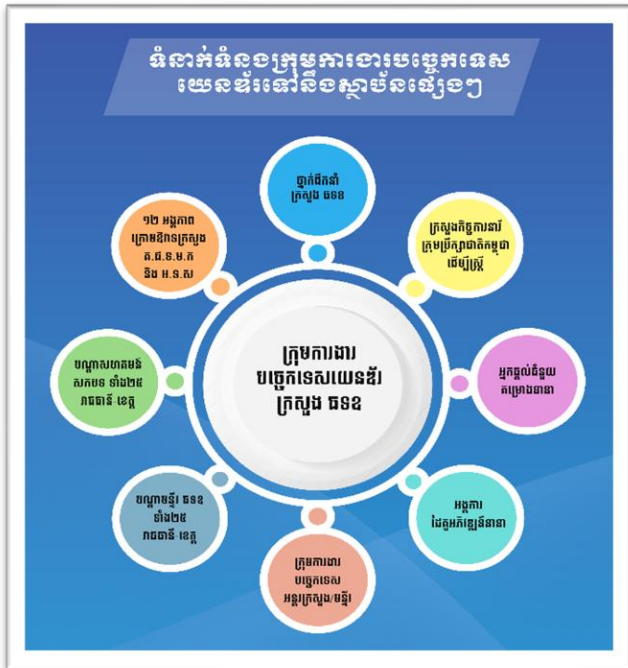 ទំនាក់ទំនងក្រុមការងារបច្ចេកទេស
យេនឌ័រទៅនឹងស្ថាប័នផ្សេងៗ
ថ្នាក់ដឹកនាំ
ក្រសួង ធទឧ
ក្រសួងកិច្ចការនារី
ក្រុមប្រឹក្សាជាតិកម្ពុជា
ដើម្បីស្ត្រី
អ្នកផ្តល់ជំនួយ
គម្រោងនានា
អង្គការ
ដៃគូអភិវឌ្ឍន៍នានា
ក្រុមការងារ
បច្ចេកទេស
អន្តរក្រសួង/មន្ទីរ
បណ្តាមន្ទីរ ធទឧ
ទាំង២៥
រាជធានី-ខេត្ត
បណ្តាសហគមន៍
សកបទ ទាំង២៥
រាជធានី-ខេត្ត
១២ អង្គភាព
ក្រោមឱវាទក្រសួង
គ.ជ.ទ.ម.ក
និង អ.ទ.ស
ក្រុមការងារ
បច្ចេកទេសយេនឌ័រ
ក្រសួង ធទឧ